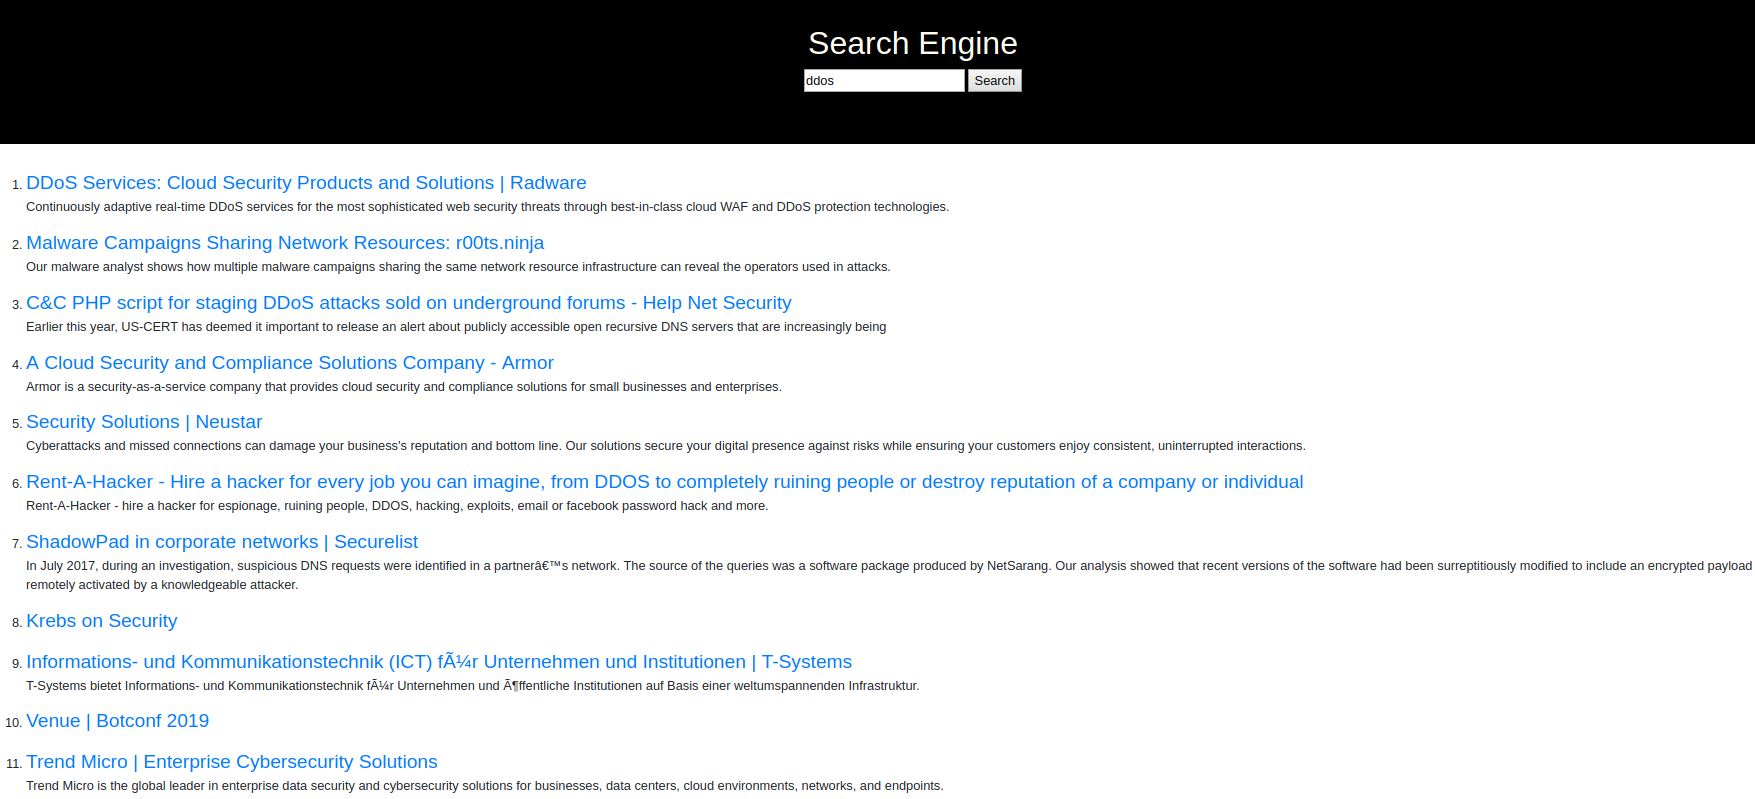 Search Engine
ddos Search
1. DDoS Services: Cloud Security Products and Solutions | Radware
Continuously adaptive real-time DDoS services for the most sophisticated web security threats through best-in-class cloud WAF and DDoS protection technologies.
2. Malware Campaigns Sharing Network Resources: r00ts.ninja
Our malware analyst shows how multiple malware campaigns sharing the same network resource infrastructure can reveal the operators used in attacks.
3. C&C PHP script for staging DDoS attacks sold on underground forums - Help Net Security
Earlier this year, US-CERT has deemed it important to release an alert about publicly accessible open recursive DNS servers that are increasingly being
4. A Cloud Security and Compliance Solutions Company - Armor
Armor is a security-as-a-service company that provides cloud security and compliance solutions for small businesses and enterprises.
5. Security Solutions | Neustar
Cyberattacks and missed connections can damage your business's reputation and bottom line. Our solutions secure your digital presence against risks while ensuring your customers enjoy consistent, uninterrupted interactions.
6. Rent-A-Hacker - Hire a hacker for every job you can imagine, from DDOS to completely ruining people or destroy reputation of a company or individual
Rent-A-Hacker - hire a hacker for espionage, ruining people, DDOS, hacking, exploits, email or facebook password hack and more.
7. ShadowPad in corporate networks | Securelist
In July 2017, during an investigation, suspicious DNS requests were identified in a partnerâ€™s network. The source of the queries was a software package produced by NetSarang. Our analysis showed that recent versions of the software had been surreptitiously modified to include an encrypted payload
remotely activated by a knowledgeable attacker.
8. Krebs on Security
9. Informations- und Kommunikationstechnik (ICT) fÃ¼r Unternehmen und Institutionen | T-Systems
T-Systems bietet Informations- und Kommunikationstechnik fÃ¼r Unternehmen und Ã¶ffentliche Institutionen auf Basis einer weltumspannenden Infrastruktur.
10. Venue | Botconf 2019
11. Trend Micro | Enterprise Cybersecurity Solutions
Trend Micro is the global leader in enterprise data security and cybersecurity solutions for businesses, data centers, cloud environments, networks, and endpoints.